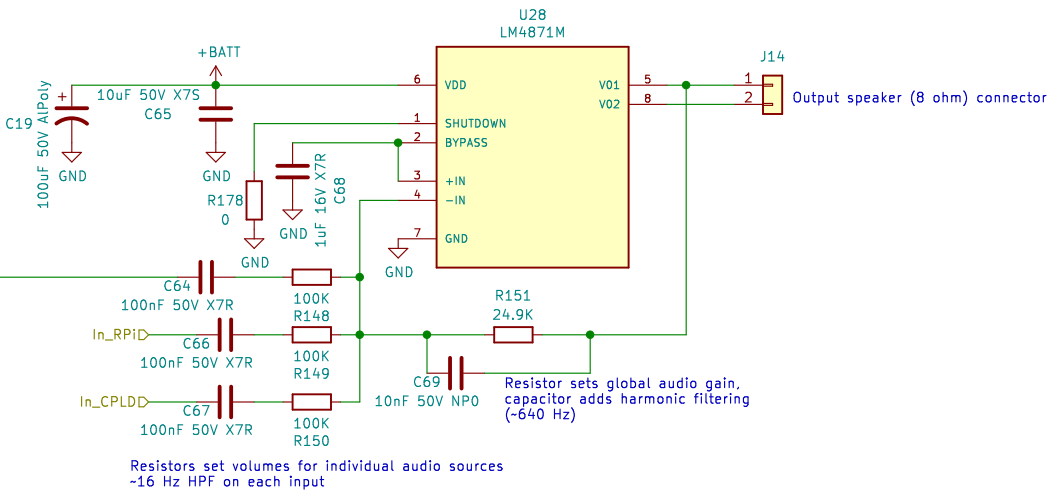 U28
LM4871M
+BATT
J14
10uF 50V X7S
C65
+
C19
100uF 50V AlPoly
GND
GND
6
VDD
1
SHUTDOWN
2
BYPASS
3
+IN
4
-IN
7
GND
VO1
5
VO2
8
1
2
Output speaker (8 ohm) connector
R178
0
GND
1uF 16V X7R
C68
GND
GND
C64
100nF 50V X7R
100K
R148
In_RPi
C66
100nF 50V X7R
100K
R149
In_CPLD
C67
100nF 50V X7R
100K
R150
R151
24.9K
C69
10nF 50V NP0
Resistor sets global audio gain,
capacitor adds harmonic filtering
(~640 Hz)
Resistors set volumes for individual audio sources
~16 Hz HPF on each input